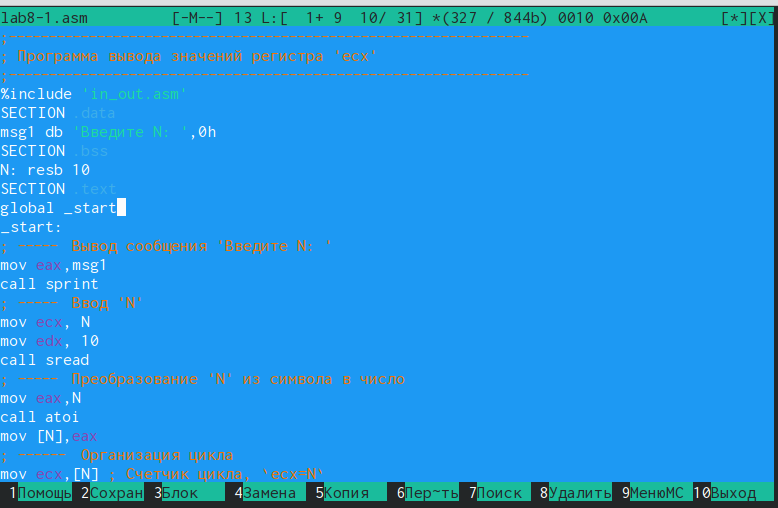 lab8-1.asm [-M--] 13 L:[ 1+ 9 10/ 31] *(327 / 844b) 0010 0x00A [*][X]
;---------------------------------------------------------
; Программа вывода значений регистра 'ecx'
;---------------------------------------------------------
%include 'in_out.asm'
SECTION .data
msg1 db 'Введите N: ',0h
SECTION .bss
N: resb 10
SECTION .text
global _start
_start:
; ----- Вывод сообщения 'Введите N: '
mov eax,msg1
call sprint
; ----- Ввод 'N'
mov ecx, N
mov edx, 10
call sread
; ----- Преобразование 'N' из символа в число
mov eax,N
call atoi
mov [N],eax
; ------ Организация цикла
mov ecx,[N] ; Счетчик цикла, `ecx=N`
1Помощь 2Сохран 3Блок 4Замена 5Копия 6Пер~ть 7Поиск 8Удалить 9МенюМС 10Выход